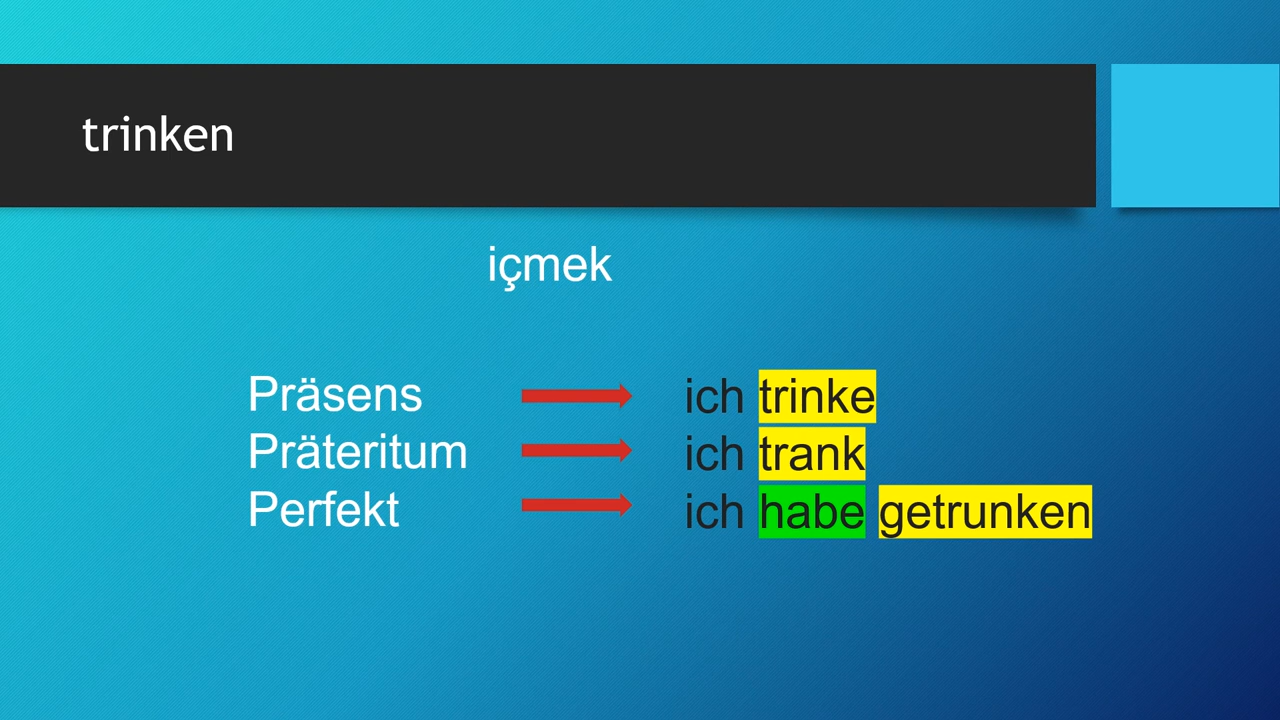 trinken
içmek
Präsens ich trinke
Präteritum ich trank
Perfekt ich habe getrunken